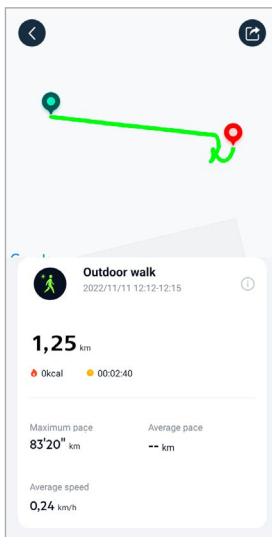 Outdoor walk
2022/11/11 12:12-12:15
1,25 km
0kcal 00:02:40
Maximum pace Average pace
83'20" km -- km
Average speed
0,24 km/h